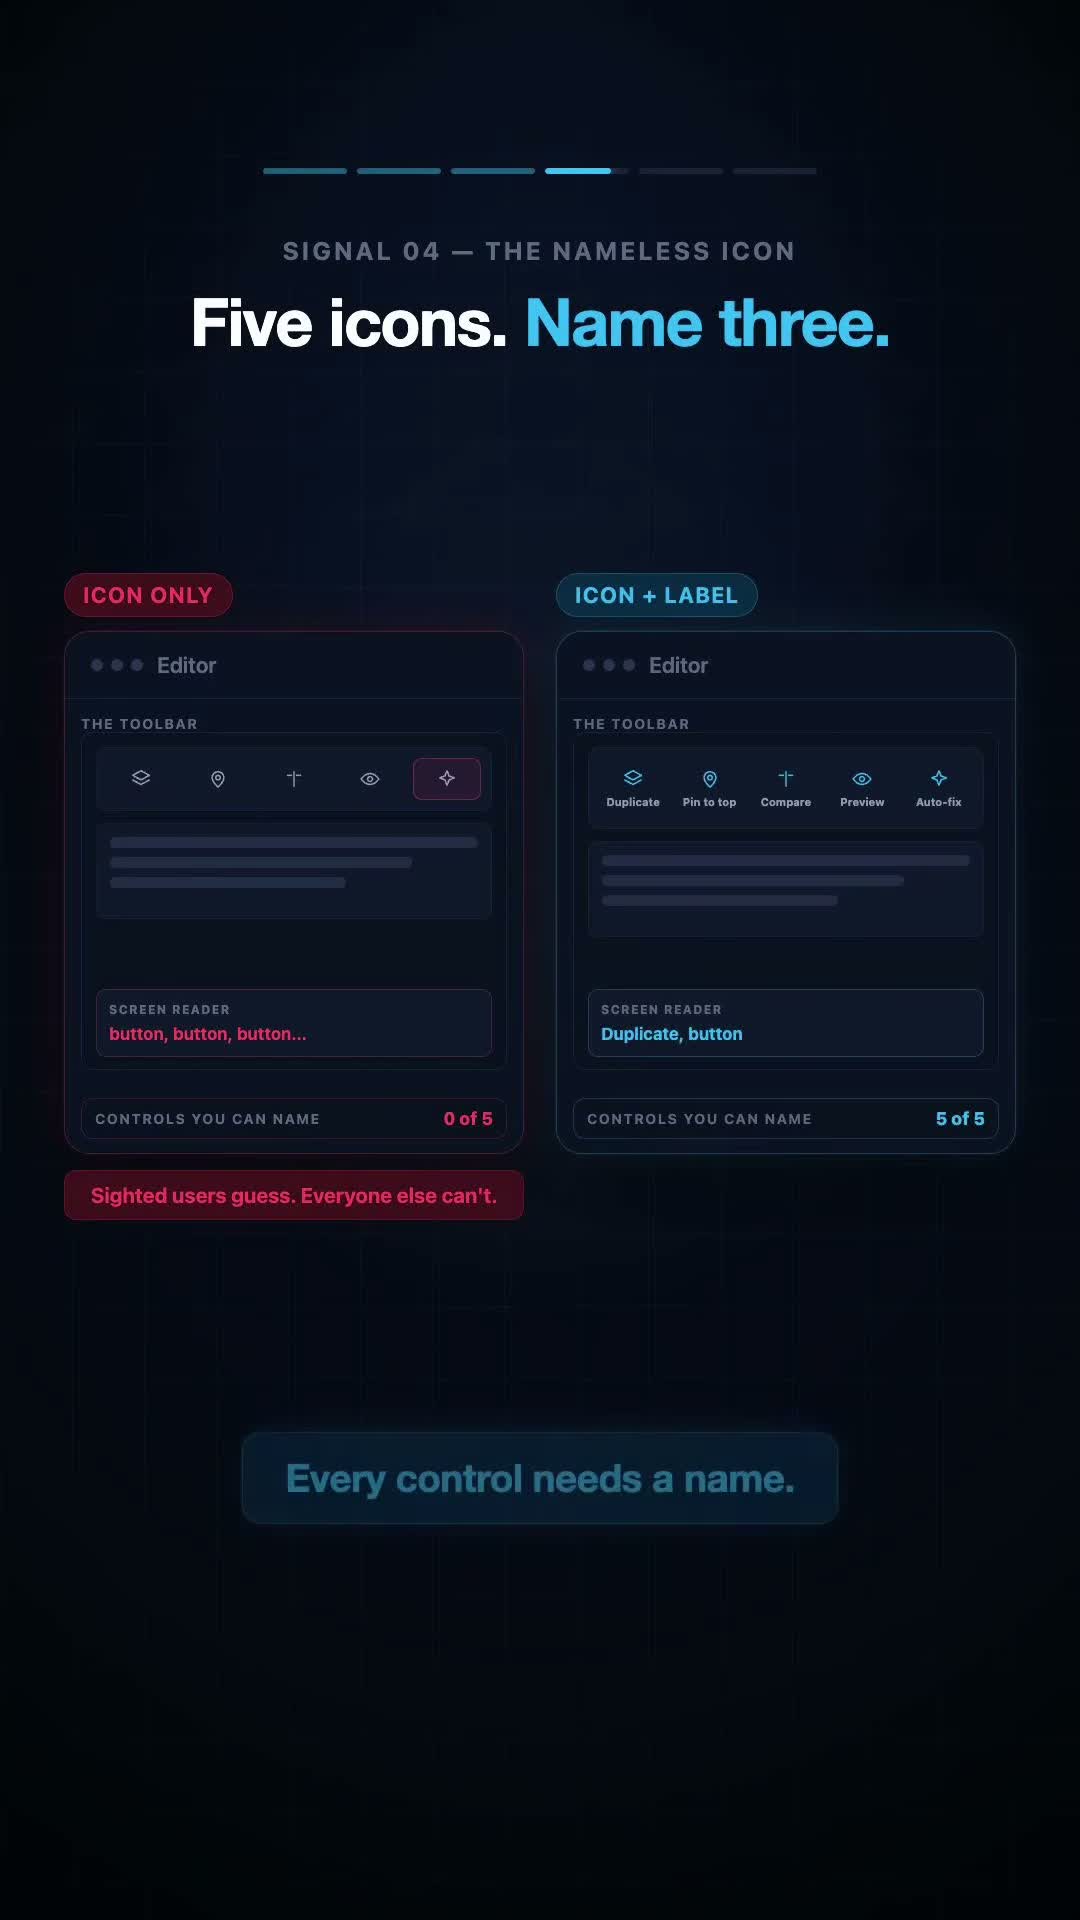 SIGNAL 04 — THE NAMELESS ICON
Five icons. Name three.
ICON ONLY
Editor
THE TOOLBAR
SCREEN READER
button, button, button...
CONTROLS YOU CAN NAME
0 of 5
Sighted users guess. Everyone else can't.
ICON + LABEL
Editor
THE TOOLBAR
Duplicate
Pin to top
Compare
Preview
Auto-fix
SCREEN READER
Duplicate, button
CONTROLS YOU CAN NAME
5 of 5
Every control needs a name.